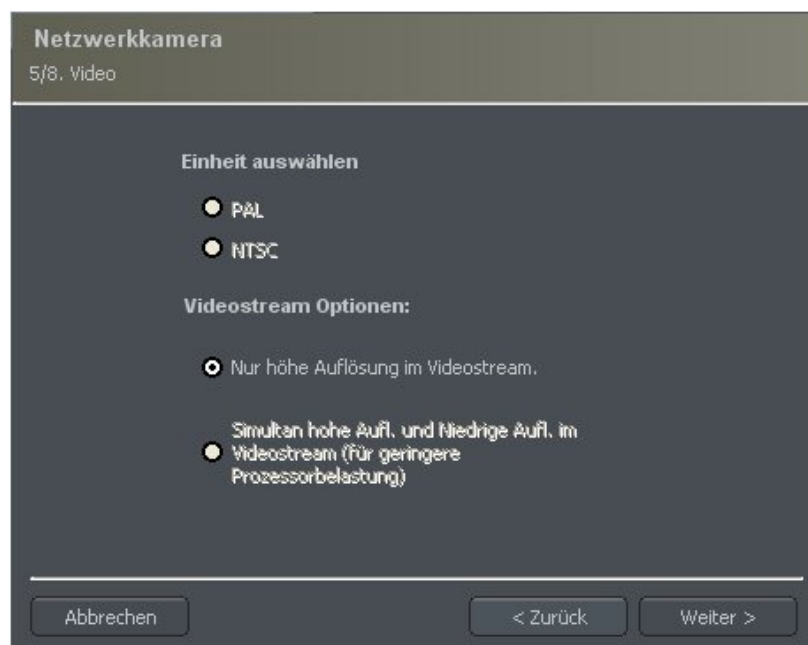 Netzwerkkamera
5/8. Video
Einheit auswählen
PAL
NTSC
Videostream Optionen:
Nur höhe Auflösung im Videostream.
Simultan hohe Aufl. und Niedrige Aufl. im
Videostream (für geringere
Prozessorbelastung)
Abbrechen
< Zurück
Weiter >